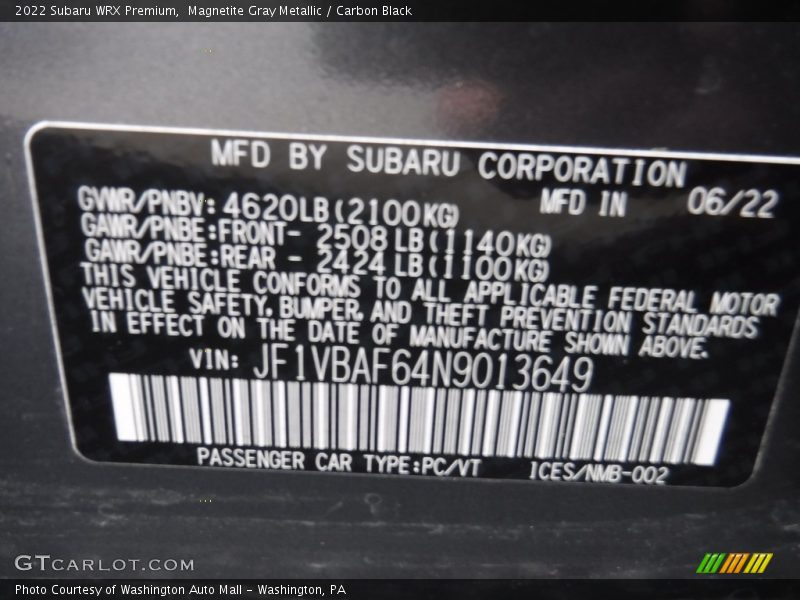 2022 Subaru WRX Premium, Magnetite Gray Metallic / Carbon Black
MFD BY SUBARU CORPORATION
GVWR/PNBV: 4620LB(2100KG) MFD IN 06/22
GAWR/PNBE:FRONT- 2508LB(1140KG)
GAWR/PNBE:REAR - 2424LB(1100KG)
THIS VEHICLE CONFORMS TO ALL APPLICABLE FEDERAL MOTOR
VEHICLE SAFETY, BUMPER, AND THEFT PREVENTION STANDARDS
IN EFFECT ON THE DATE OF MANUFACTURE SHOWN ABOVE.
VIN: JF1VBAF64N9013649
PASSENGER CAR TYPE:PC/VT ICES/NMB-002
GTCARLOT.COM
Photo Courtesy of Washington Auto Mall - Washington, PA